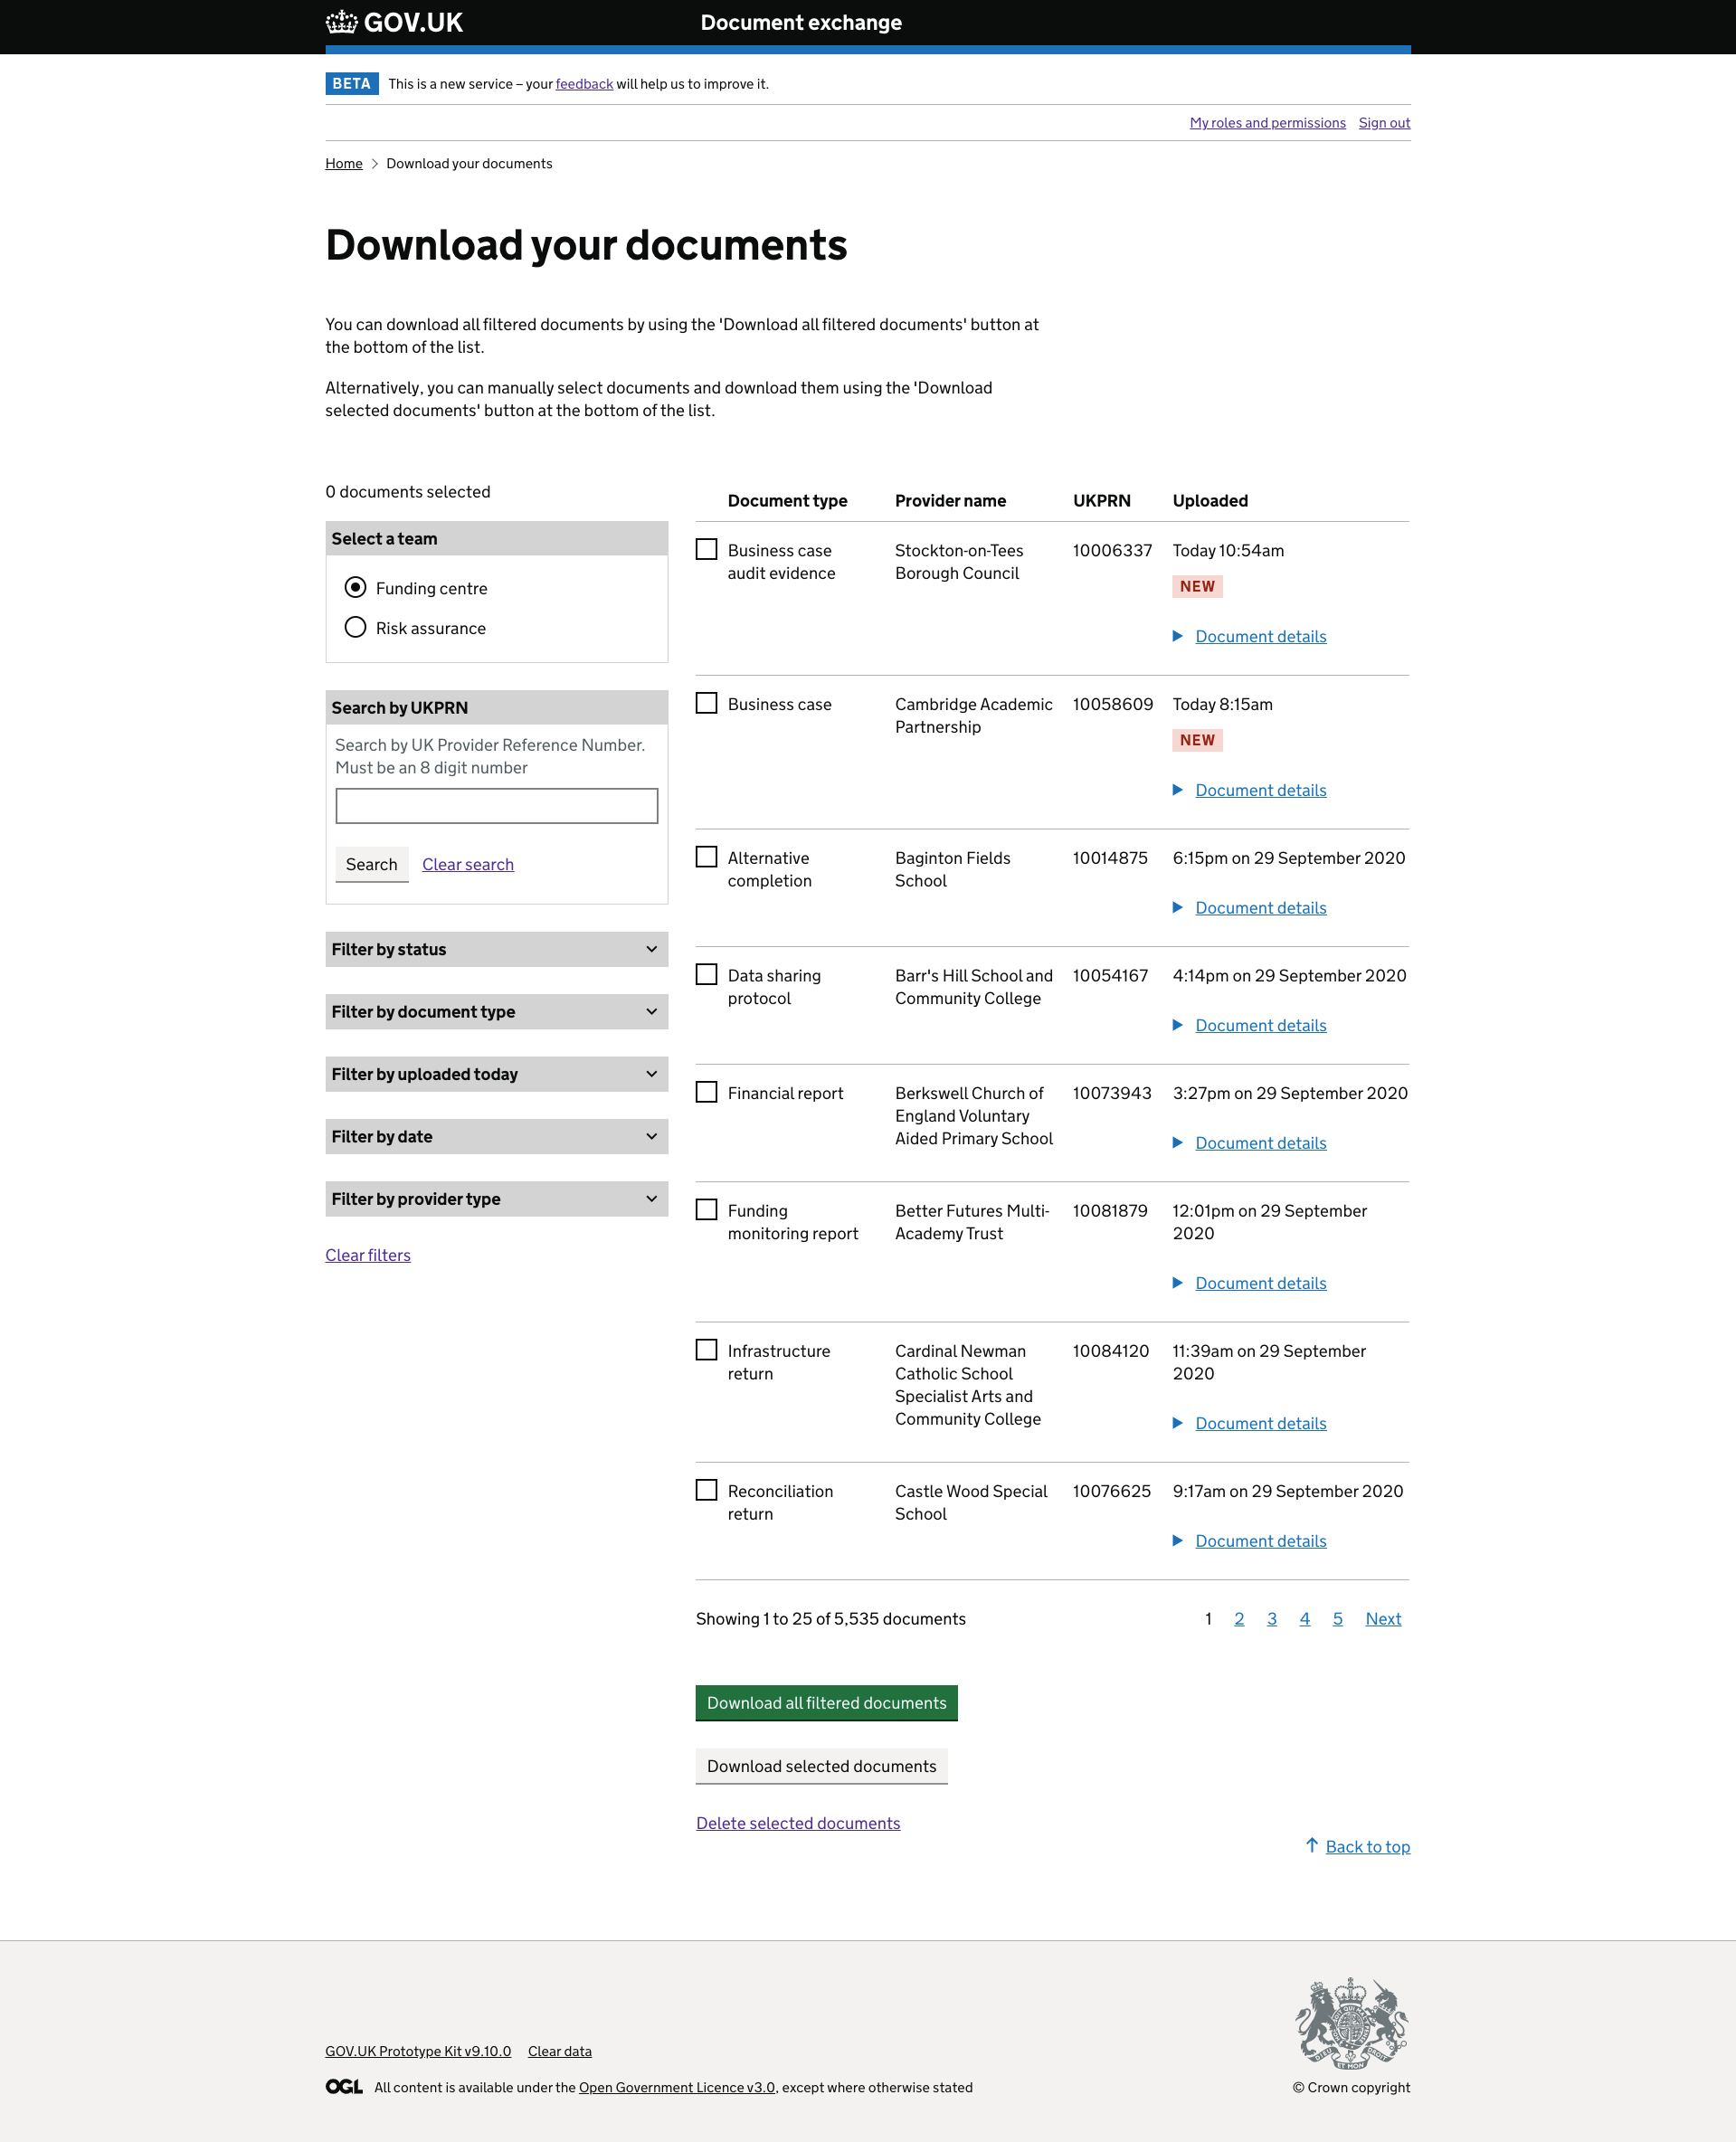 GOV.UK
Document exchange
BETA This is a new service – your feedback will help us to improve it.
My roles and permissions Sign out
Home Download your documents
Download your documents
You can download all filtered documents by using the 'Download all filtered documents' button at
the bottom of the list.
Alternatively, you can manually select documents and download them using the 'Download
selected documents' button at the bottom of the list.
0 documents selected
Select a team
Funding centre
Risk assurance
Search by UKPRN
Search by UK Provider Reference Number.
Must be an 8 digit number
Search Clear search
Filter by status
Filter by document type
Filter by uploaded today
Filter by date
Filter by provider type
Clear filters
Document type Provider name UKPRN Uploaded
Business case Stockton-on-Tees 10006337 Today 10:54am
audit evidence Borough Council
NEW
Document details
Business case Cambridge Academic 10058609 Today 8:15am
Partnership
NEW
Document details
Alternative Baginton Fields 10014875 6:15pm on 29 September 2020
completion School
Document details
Data sharing Barr's Hill School and 10054167 4:14pm on 29 September 2020
protocol Community College
Document details
Financial report Berkswell Church of 10073943 3:27pm on 29 September 2020
England Voluntary
Aided Primary School
Document details
Funding Better Futures Multi- 10081879 12:01pm on 29 September
monitoring report Academy Trust 2020
Document details
Infrastructure Cardinal Newman 10084120 11:39am on 29 September
return Catholic School 2020
Specialist Arts and
Community College
Document details
Reconciliation Castle Wood Special 10076625 9:17am on 29 September 2020
return School
Document details
Showing 1 to 25 of 5,535 documents 1 2 3 4 5 Next
Download all filtered documents
Download selected documents
Delete selected documents
Back to top
GOV.UK Prototype Kit v9.10.0 Clear data
OGL All content is available under the Open Government Licence v3.0, except where otherwise stated
© Crown copyright